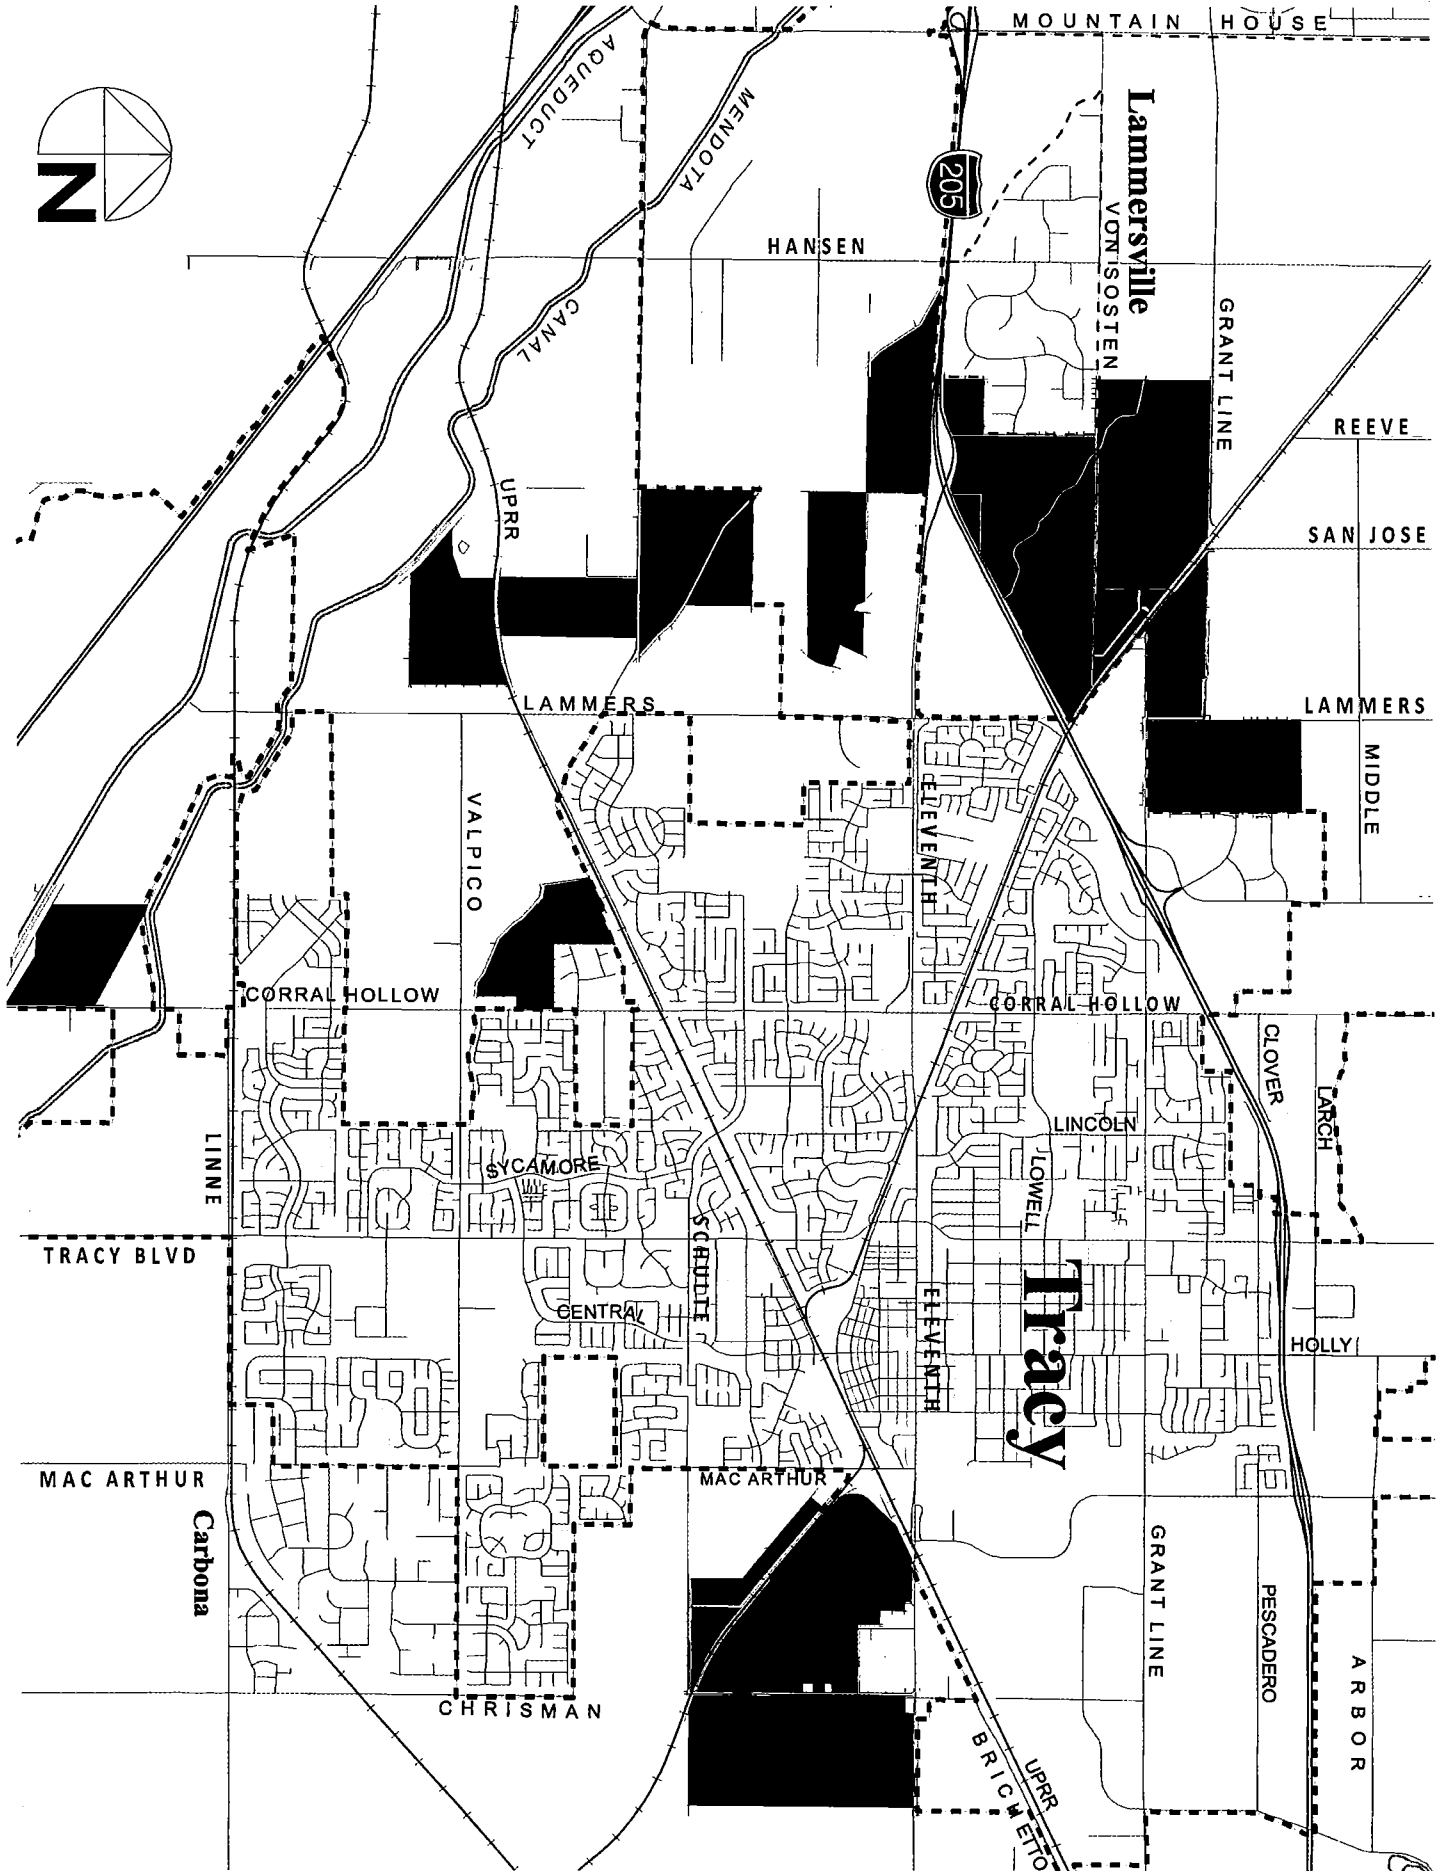 MOUNTAIN HOUSE
AQUEDUCT
MENDOTA
Lammersville
205
VON SOSTEN
N
HANSEN
CANAL
GRANT LINE
REEVE
UPRR
SAN JOSE
LAMMERS
LAMMERS
MIDDLE
VALPICO
ELEVENTH
CORRAL HOLLOW
CORRAL HOLLOW
CLOVER
LARCH
LINCOLN
LINNE
SYCAMORE
LOWELL
SCHULTE
TRACY BLVD
Tracy
CENTRAL
ELEVENTH
HOLLY
MAC ARTHUR
MAC ARTHUR
Carbona
GRANT LINE
PESCADERO
ARBOR
CHRISMAN
UPRR